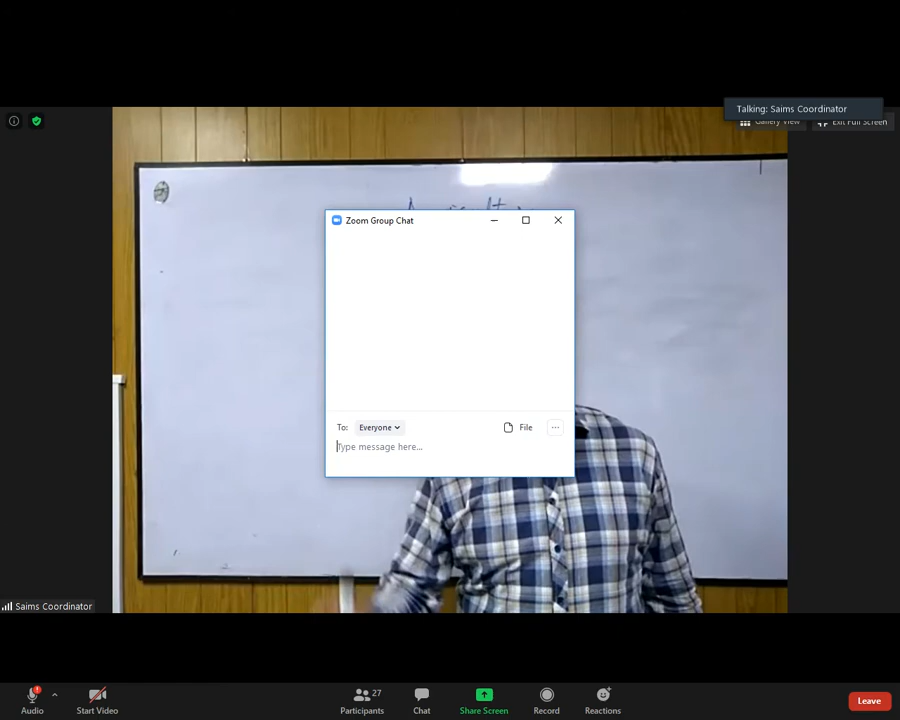 Talking: Saims Coordinator
Gallery View
Exit Full Screen
Zoom Group Chat
To: Everyone
File
Type message here...
Saims Coordinator
27
Audio
Start Video
Participants
Chat
Share Screen
Record
Reactions
Leave